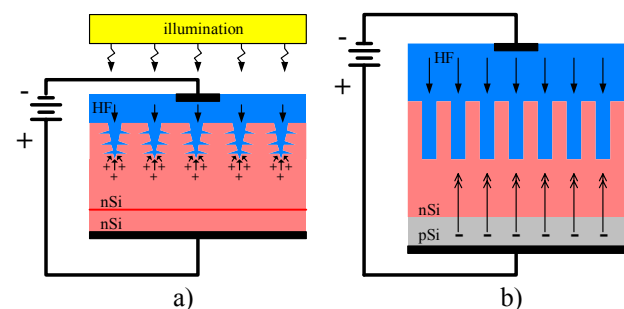 illumination
-
+
HF
+ + + + + + + + + + + + + + +
+ + + + +
nSi
nSi
a)
-
+
HF
nSi
pSi
- - - - - -
b)